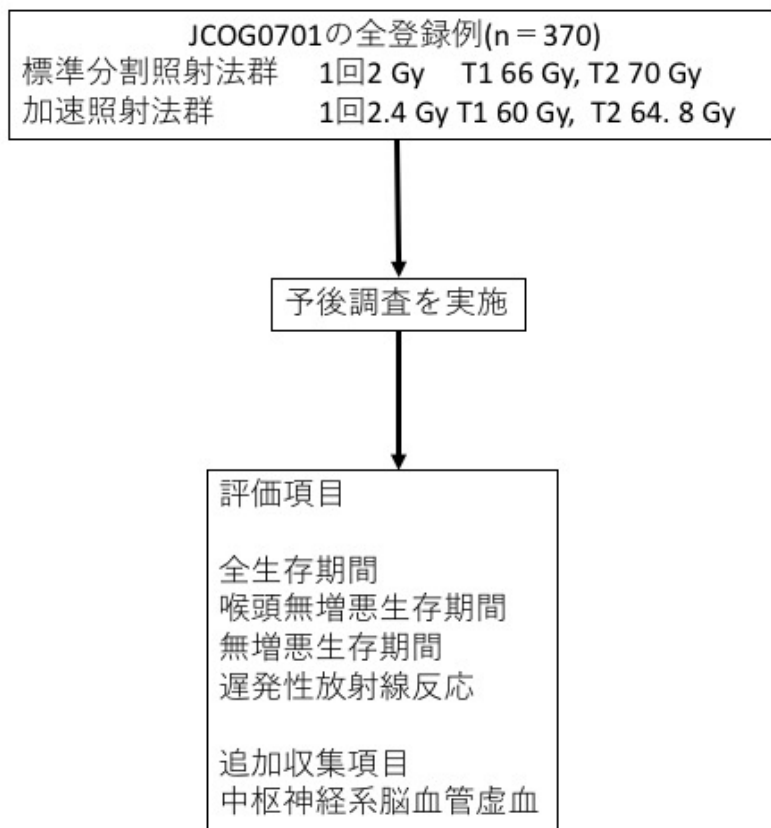 JCOG0701の全登録例(n = 370)
標準分割照射法群 1回2 Gy T1 66 Gy, T2 70 Gy
加速照射法群 1回2.4 Gy T1 60 Gy, T2 64. 8 Gy
予後調査を実施
評価項目
全生存期間
喉頭無増悪生存期間
無増悪生存期間
遅発性放射線反応
追加収集項目
中枢神経系脳血管虚血